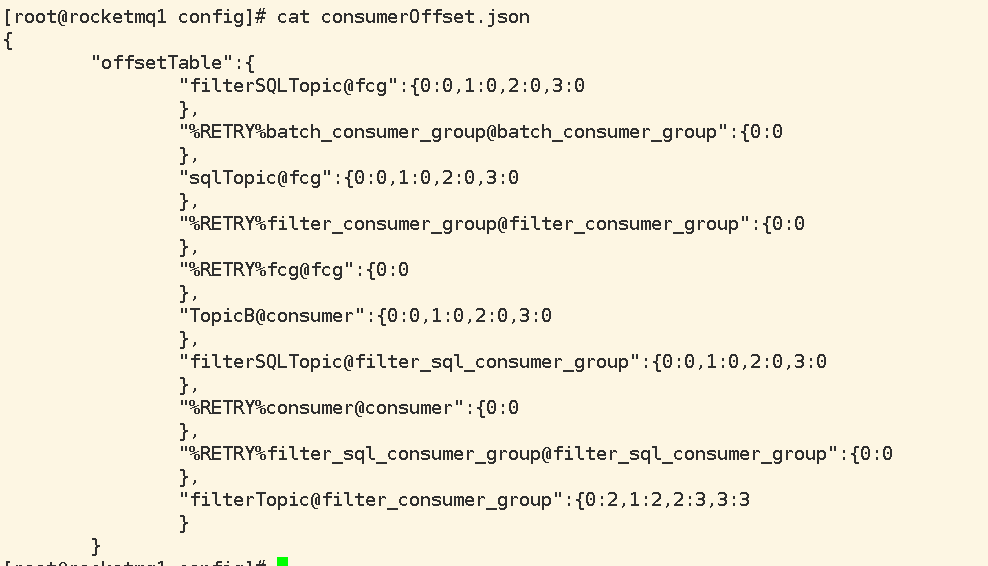 [root@rocketmq1 config]# cat consumerOffset.json
{
"offsetTable":{
"filterSQLTopic@fcg":{0:0,1:0,2:0,3:0
},
"%RETRY%batch_consumer_group@batch_consumer_group":{0:0
},
"sqlTopic@fcg":{0:0,1:0,2:0,3:0
},
"%RETRY%filter_consumer_group@filter_consumer_group":{0:0
},
"%RETRY%fcg@fcg":{0:0
},
"TopicB@consumer":{0:0,1:0,2:0,3:0
},
"filterSQLTopic@filter_sql_consumer_group":{0:0,1:0,2:0,3:0
},
"%RETRY%consumer@consumer":{0:0
},
"%RETRY%filter_sql_consumer_group@filter_sql_consumer_group":{0:0
},
"filterTopic@filter_consumer_group":{0:2,1:2,2:3,3:3
}
}
[root@rocketmq1 config]#